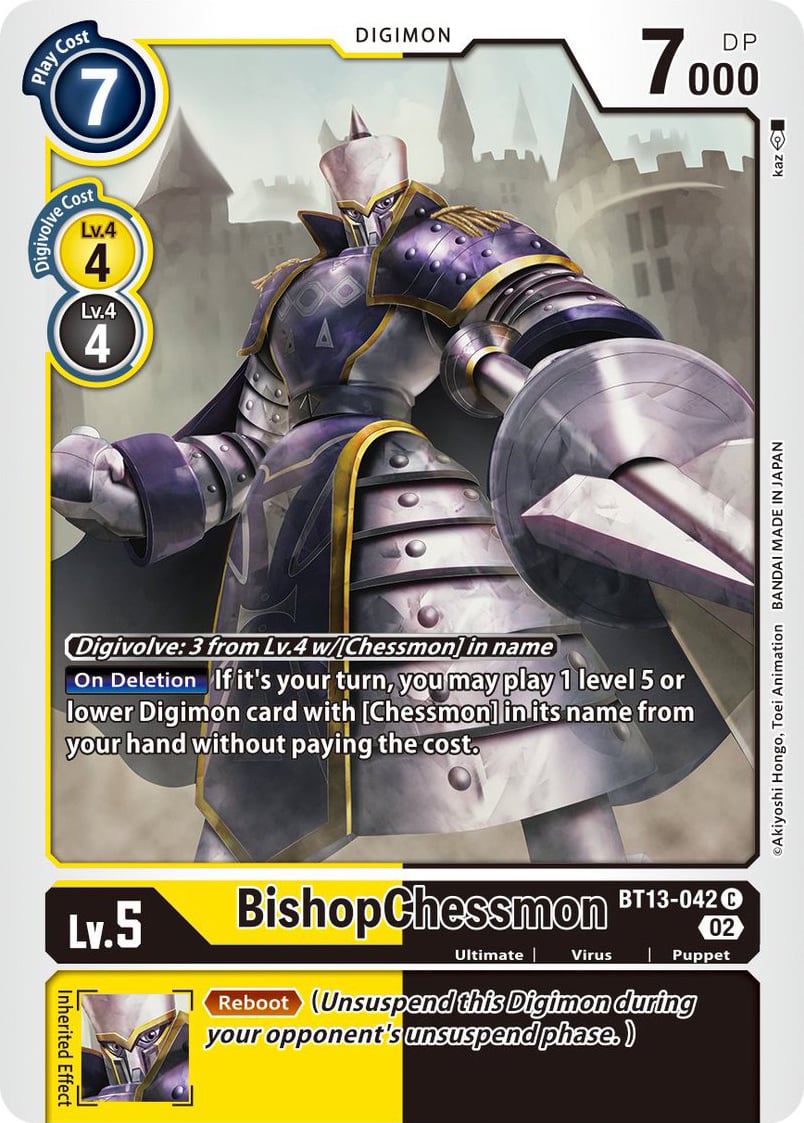 DIGIMON
Play Cost
7
7000
DP
kaz
Digivolve Cost
Lv.4
4
Lv.4
4
Digivolve: 3 from Lv.4 w/[Chessmon] in name
On Deletion If it's your turn, you may play 1 level 5 or
lower Digimon card with [Chessmon] in its name from
your hand without paying the cost.
©Akiyoshi Hongo, Toei Animation BANDAI MADE IN JAPAN
Lv.5
BishopChessmon
BT13-042 C
02
Ultimate | Virus | Puppet
Inherited Effect
Reboot (Unsuspend this Digimon during
your opponent's unsuspend phase.)